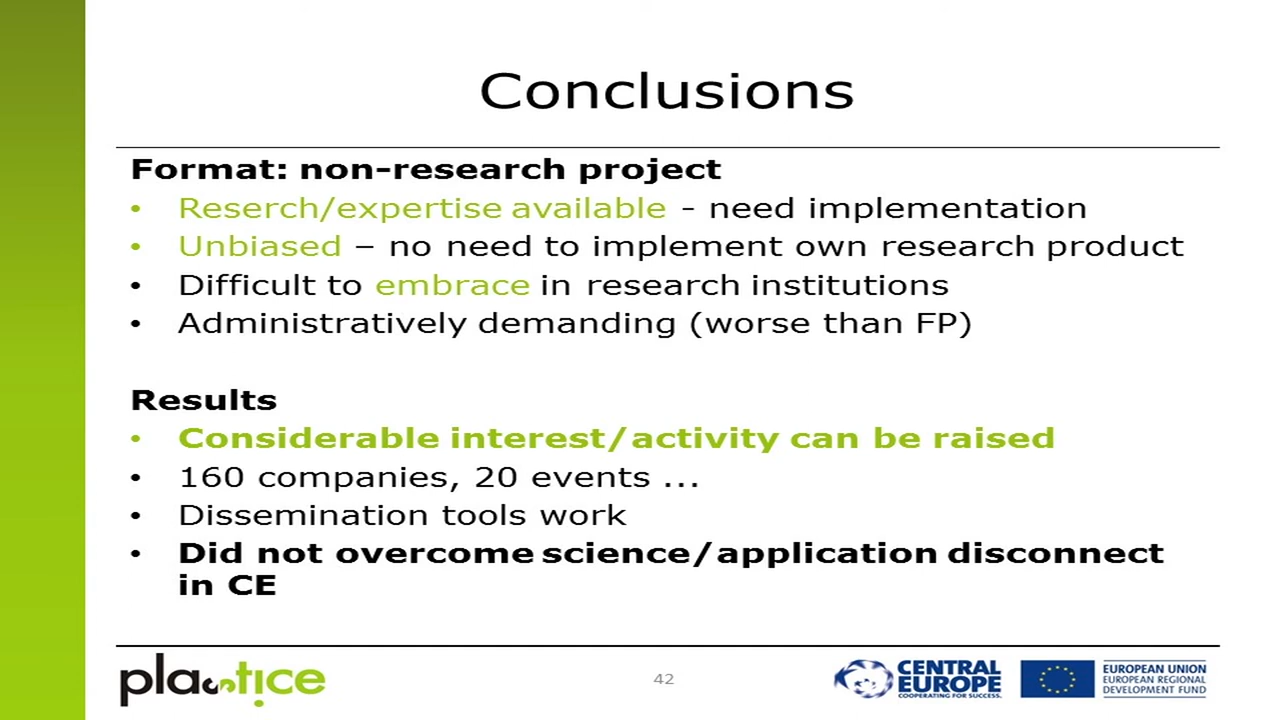 Conclusions
Format: non-research project
• Reserch/expertise available - need implementation
• Unbiased – no need to implement own research product
• Difficult to embrace in research institutions
• Administratively demanding (worse than FP)
Results
• Considerable interest/activity can be raised
• 160 companies, 20 events ...
• Dissemination tools work
• Did not overcome science/application disconnect
in CE
plastice
42
CENTRAL
EUROPE
COOPERATING FOR SUCCESS.
EUROPEAN UNION
EUROPEAN REGIONAL
DEVELOPMENT FUND